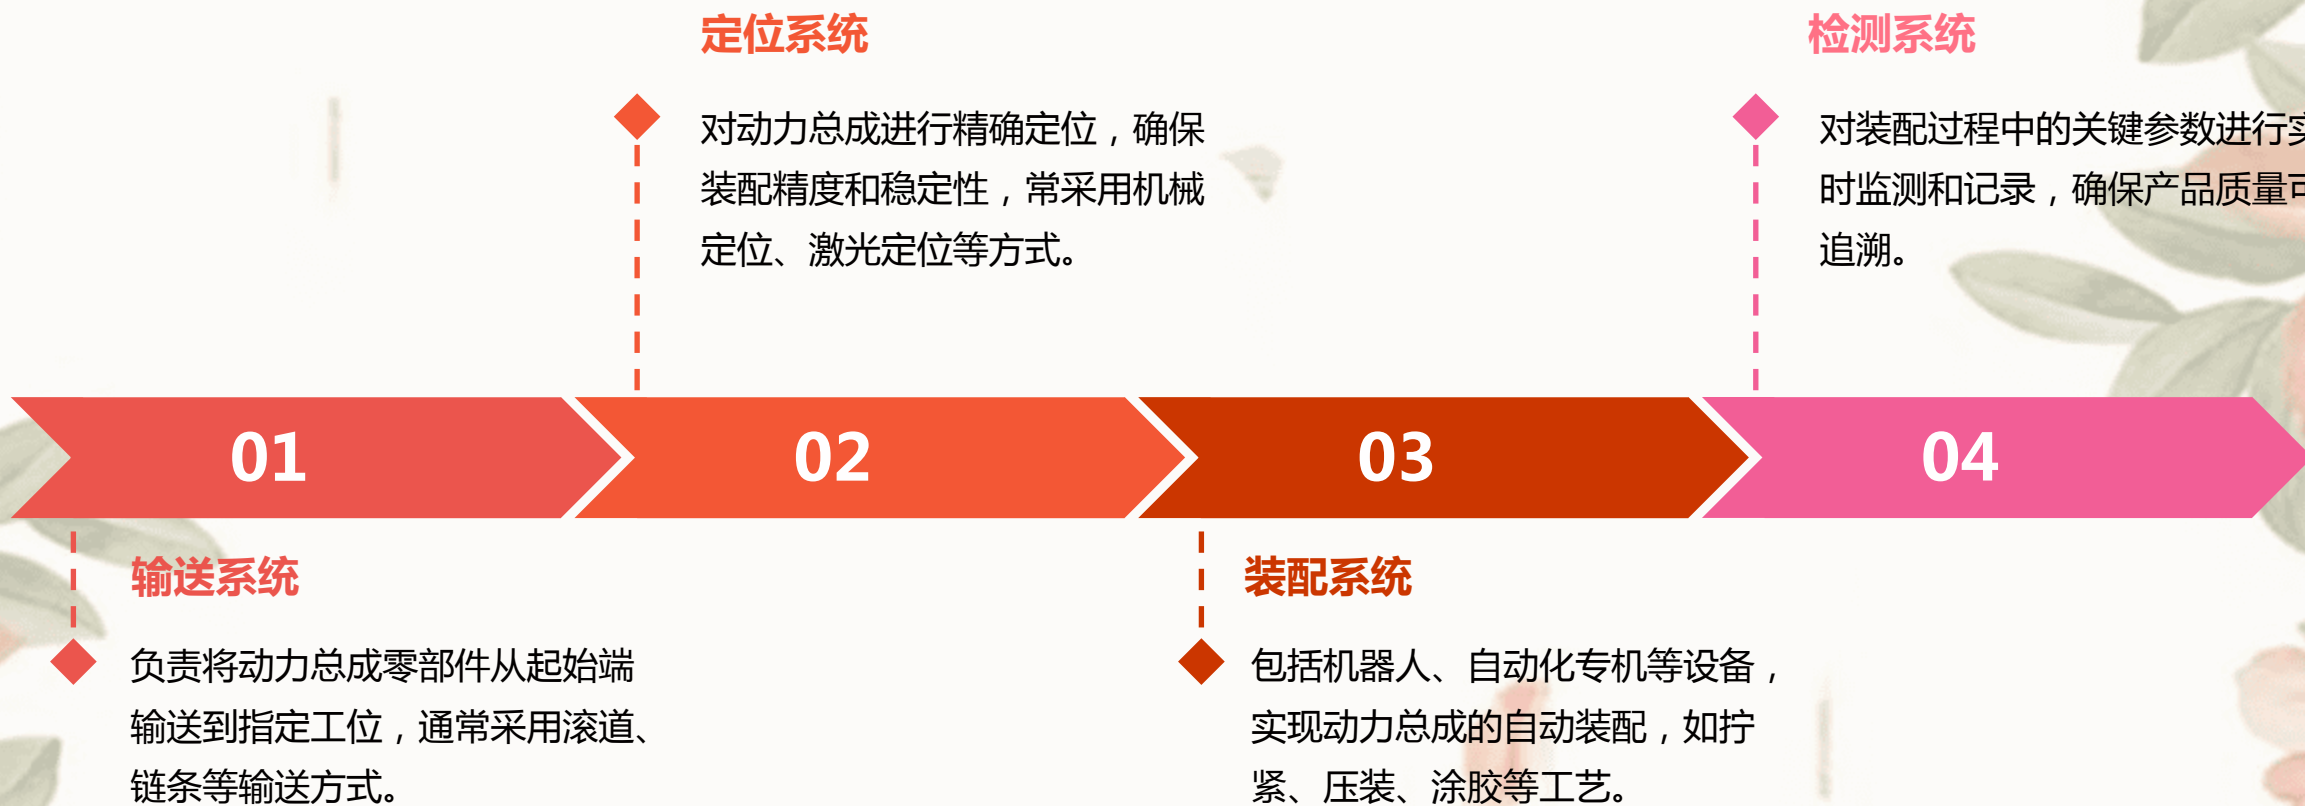 定位系统
对动力总成进行精确定位，确保
装配精度和稳定性，常采用机械
定位、激光定位等方式。
检测系统
对装配过程中的关键参数进行实
时监测和记录，确保产品质量可
追溯。
01
02
03
04
输送系统
负责将动力总成零部件从起始端
输送到指定工位，通常采用滚道、
链条等输送方式。
装配系统
包括机器人、自动化专机等设备，
实现动力总成的自动装配，如拧
紧、压装、涂胶等工艺。